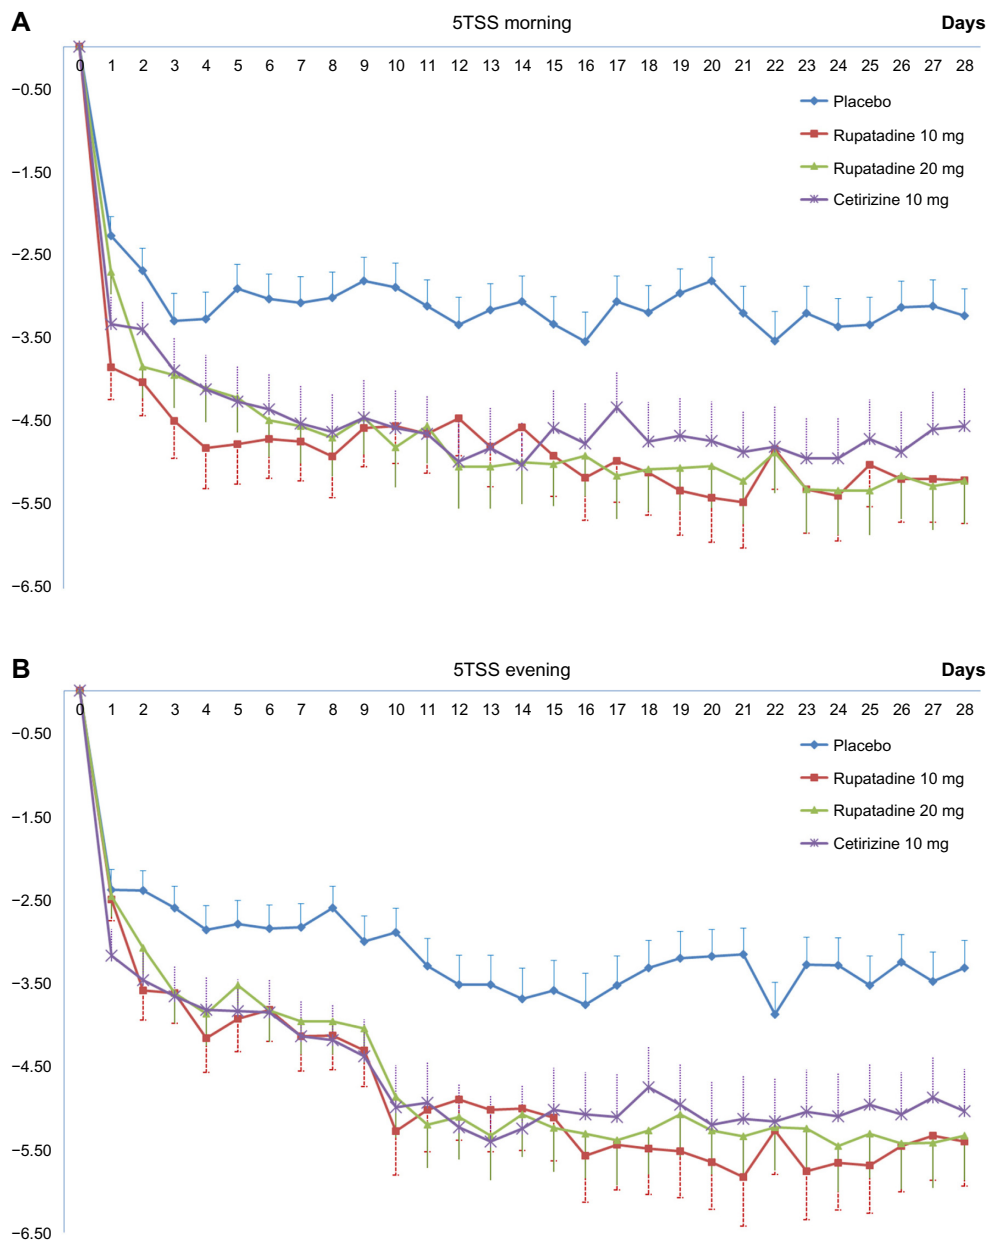 A
5TSS morning
Days
0 1 2 3 4 5 6 7 8 9 10 11 12 13 14 15 16 17 18 19 20 21 22 23 24 25 26 27 28
−0.50
Placebo
Rupatadine 10 mg
−1.50
Rupatadine 20 mg
Cetirizine 10 mg
−2.50
−3.50
−4.50
−5.50
−6.50
B
5TSS evening
Days
0 1 2 3 4 5 6 7 8 9 10 11 12 13 14 15 16 17 18 19 20 21 22 23 24 25 26 27 28
−0.50
Placebo
Rupatadine 10 mg
−1.50
Rupatadine 20 mg
Cetirizine 10 mg
−2.50
−3.50
−4.50
−5.50
−6.50